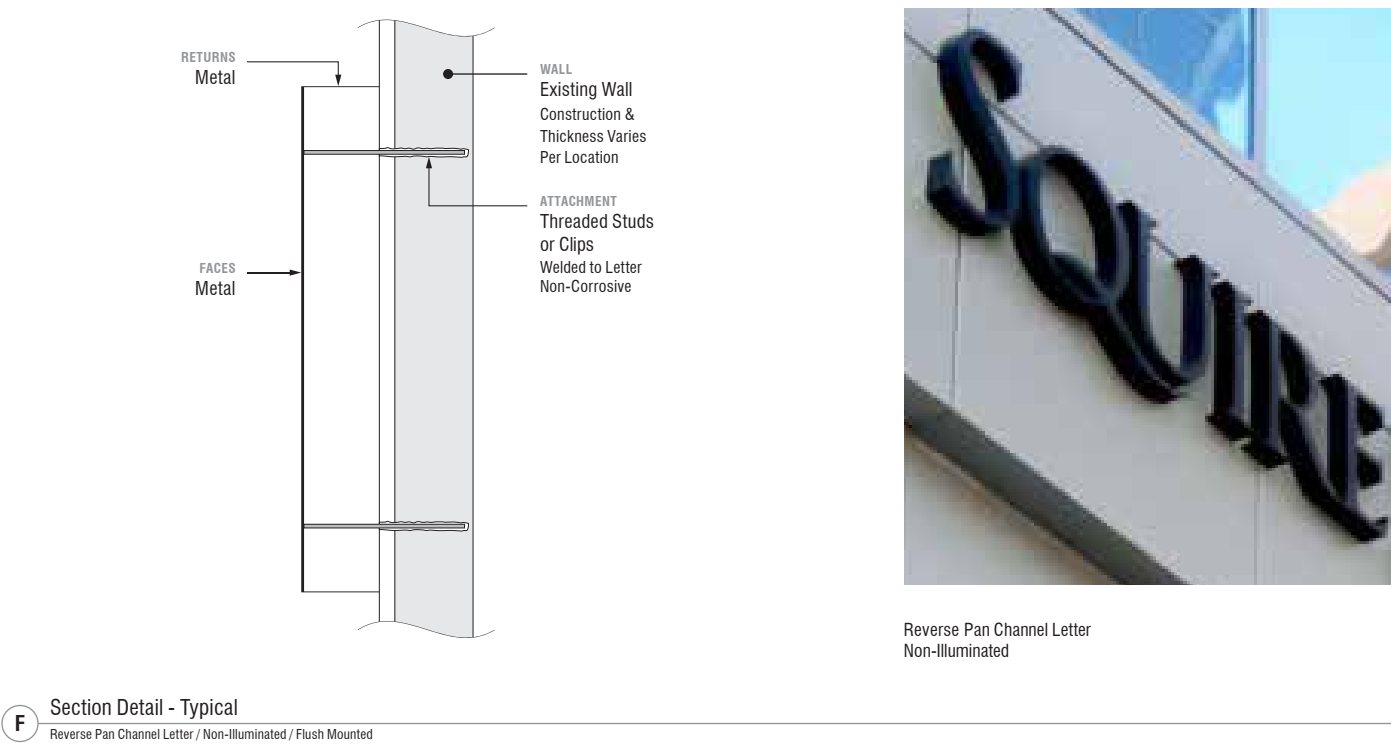 RETURNS
Metal
WALL
Existing Wall
Construction &
Thickness Varies
Per Location
ATTACHMENT
Threaded Studs
or Clips
Welded to Letter
Non-Corrosive
FACES
Metal
SQUIRE
Reverse Pan Channel Letter
Non-Illuminated
F
Section Detail - Typical
Reverse Pan Channel Letter / Non-Illuminated / Flush Mounted